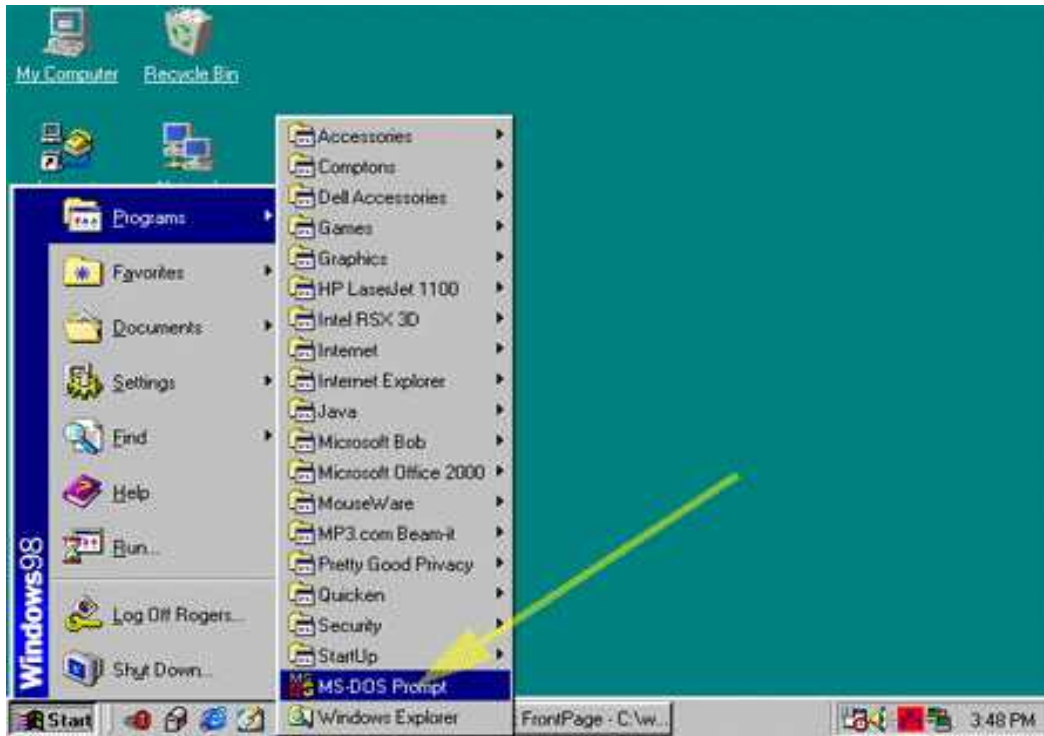 My Computer
Recycle Bin
Programs
Favorites
Documents
Settings
Find
Help
Run...
Log Off Rogers...
Shut Down...
Windows98
Accessories
Comptons
Dell Accessories
Games
Graphics
HP LaserJet 1100
Intel RSX 3D
Internet
Internet Explorer
Java
Microsoft Bob
Microsoft Office 2000
MouseWare
MP3.com Beam-it
Pretty Good Privacy
Quicken
Security
StartUp
MS-DOS Prompt
Windows Explorer
Start
FrontPage - C:\w...
3:48 PM